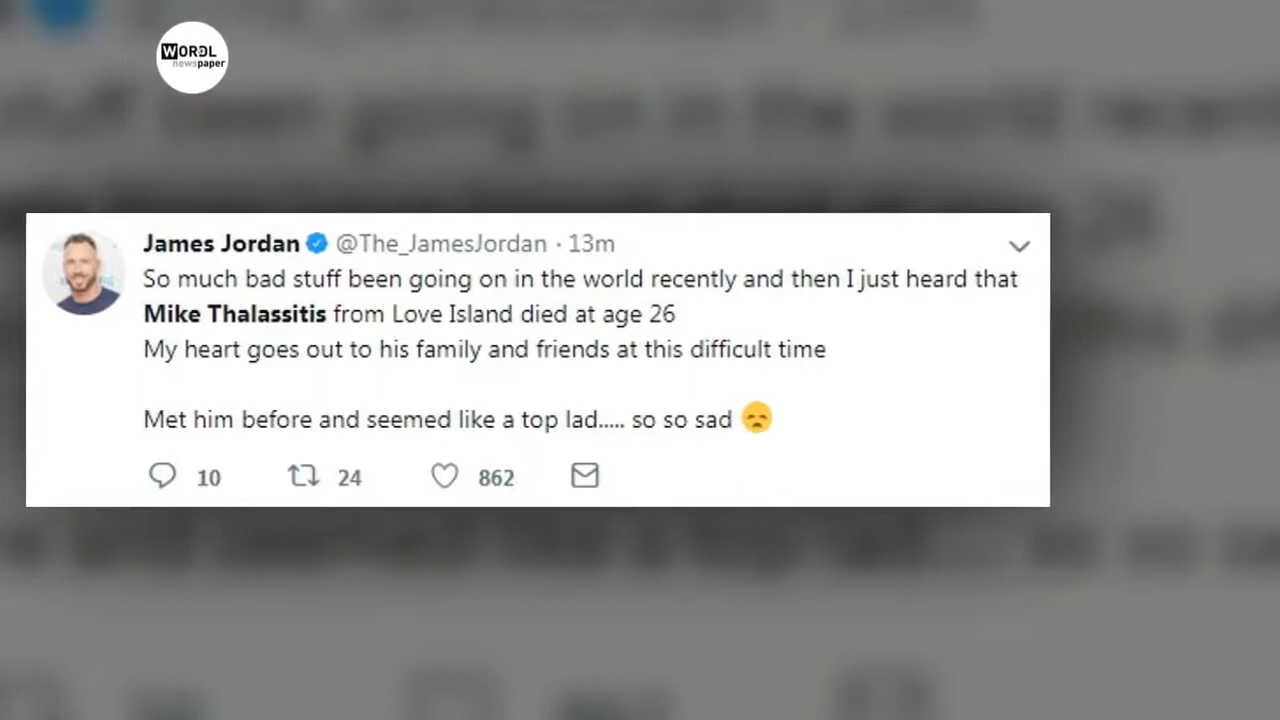 WORLD
newspaper
James Jordan @The_JamesJordan · 13m
So much bad stuff been going on in the world recently and then I just heard that
Mike Thalassitis from Love Island died at age 26
My heart goes out to his family and friends at this difficult time
Met him before and seemed like a top lad..... so so sad 😞
10 24 862